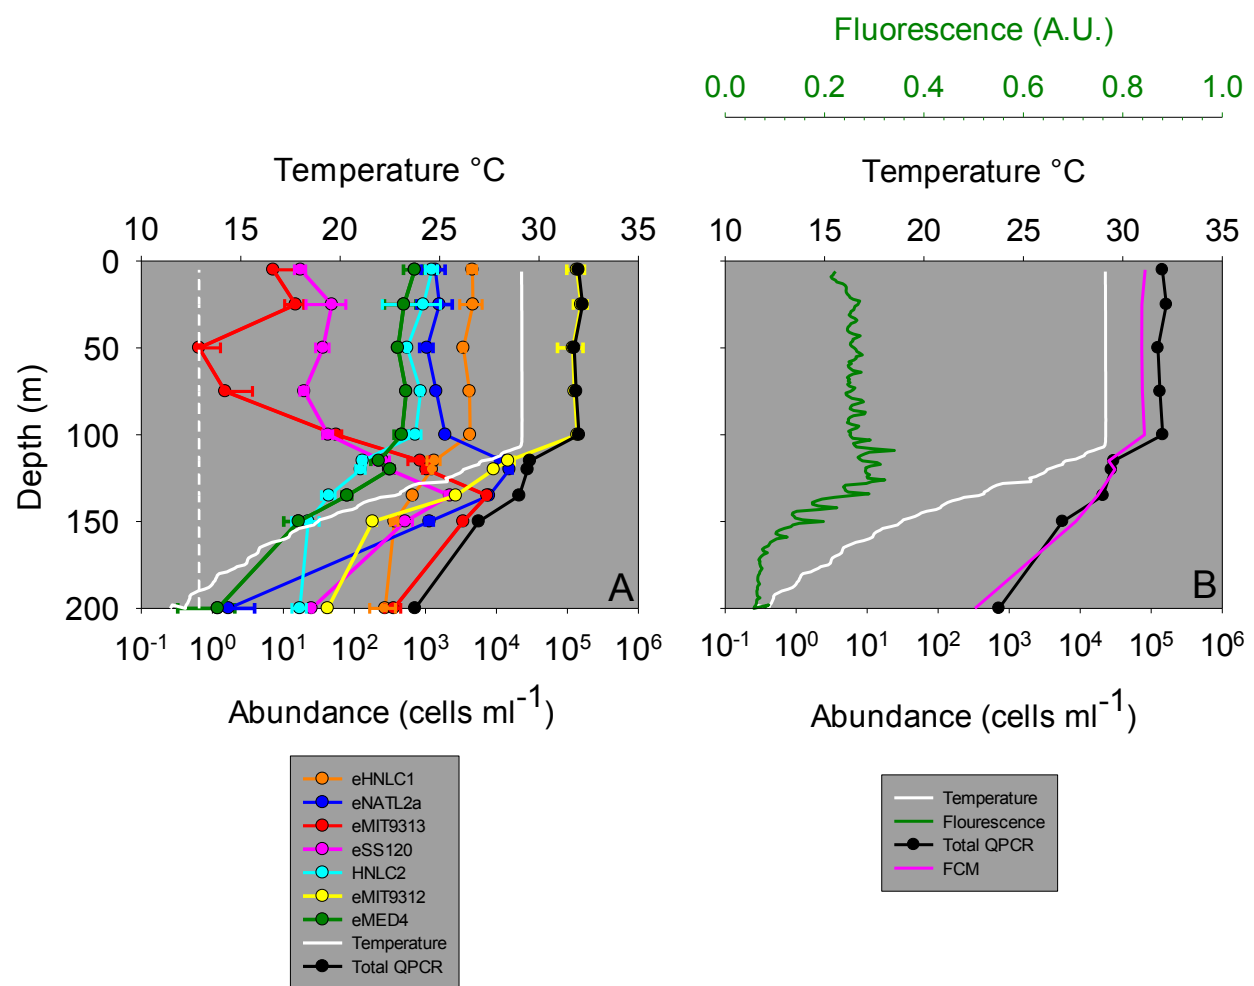 Fluorescence (A.U.)
0.0 0.2 0.4 0.6 0.8 1.0
Temperature °C
10 15 20 25 30 35
Temperature °C
10 15 20 25 30 35
Depth (m)
0
50
100
150
200
A
B
10-1 100 101 102 103 104 105 106
Abundance (cells ml-1)
10-1 100 101 102 103 104 105 106
Abundance (cells ml-1)
eHNLC1
eNATL2a
eMIT9313
eSS120
HNLC2
eMIT9312
eMED4
Temperature
Total QPCR
Temperature
Flourescence
Total QPCR
FCM